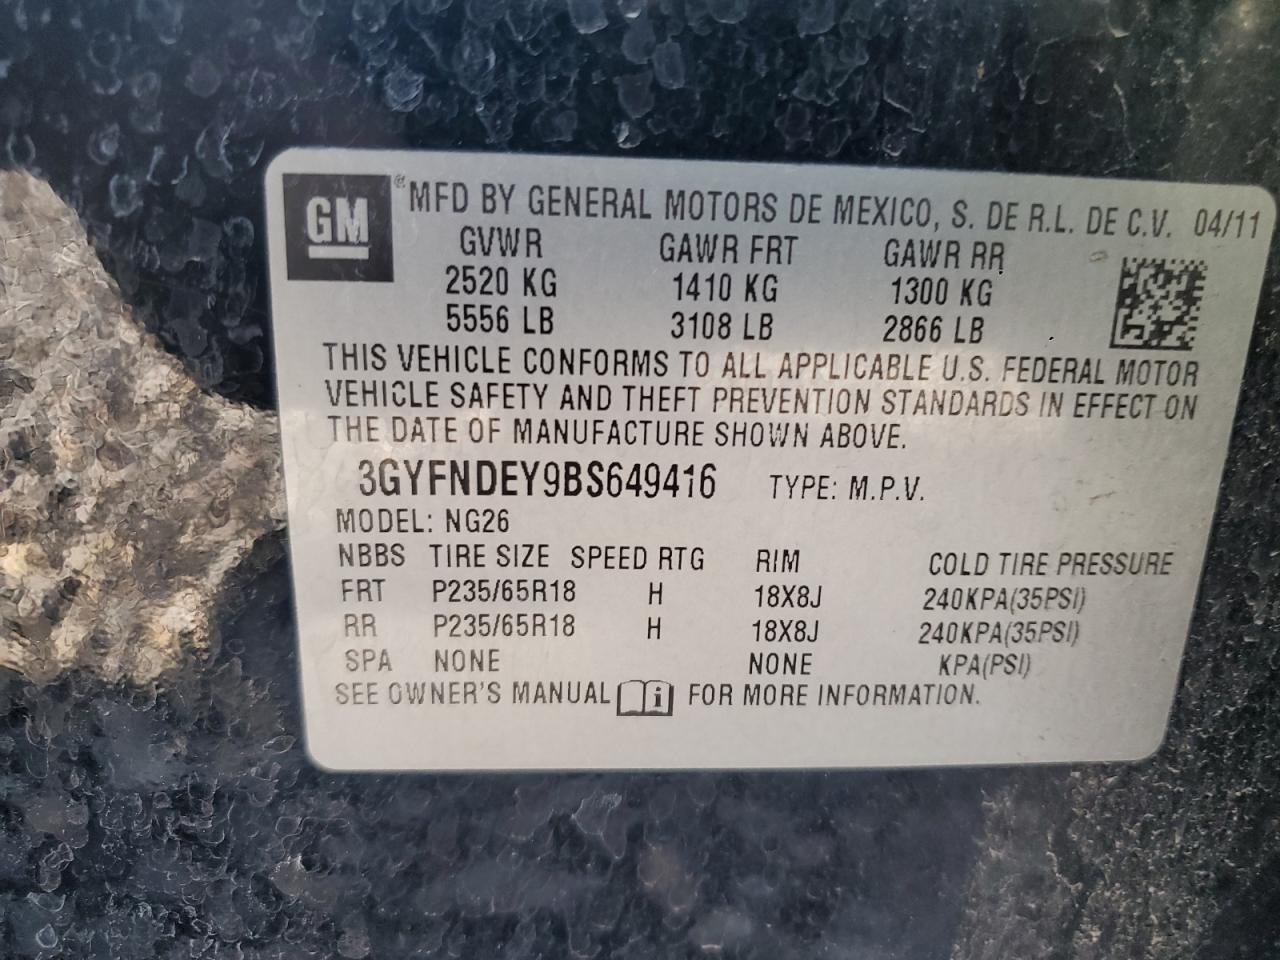 GM ® MFD BY GENERAL MOTORS DE MEXICO, S. DE R.L. DE C.V. 04/11
GVWR GAWR FRT GAWR RR
2520 KG 1410 KG 1300 KG
5556 LB 3108 LB 2866 LB
THIS VEHICLE CONFORMS TO ALL APPLICABLE U.S. FEDERAL MOTOR
VEHICLE SAFETY AND THEFT PREVENTION STANDARDS IN EFFECT ON
THE DATE OF MANUFACTURE SHOWN ABOVE.
3GYFNDEY9BS649416 TYPE: M.P.V.
MODEL: NG26
NBBS TIRE SIZE SPEED RTG RIM COLD TIRE PRESSURE
FRT P235/65R18 H 18X8J 240KPA(35PSI)
RR P235/65R18 H 18X8J 240KPA(35PSI)
SPA NONE NONE KPA(PSI)
SEE OWNER'S MANUAL i FOR MORE INFORMATION.